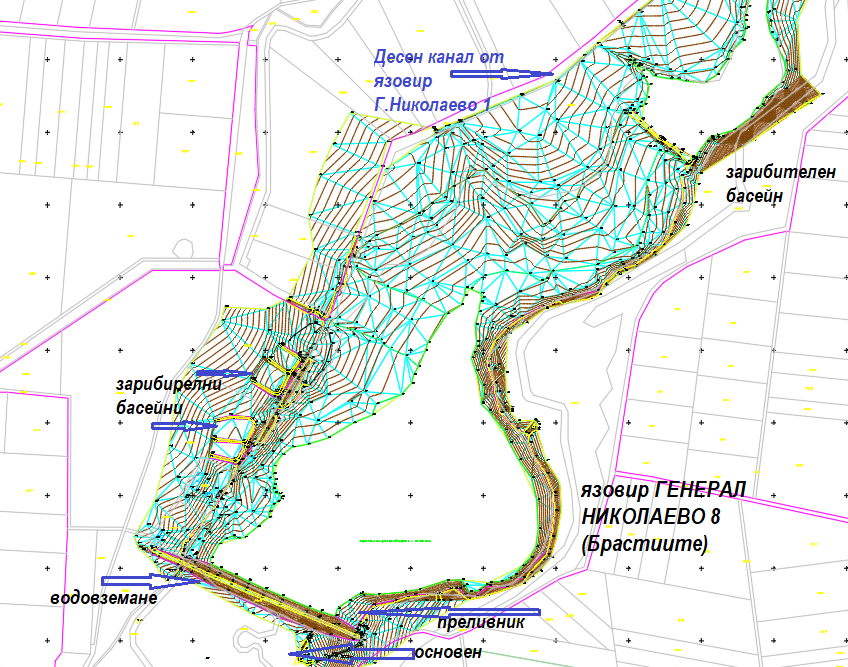 Десен канал от
язовир
Г.Николаево 1
зарибителен
басейн
зарибирелни
басейни
язовир ГЕНЕРАЛ
НИКОЛАЕВО 8
(Брастиите)
водовземане
преливник
основен